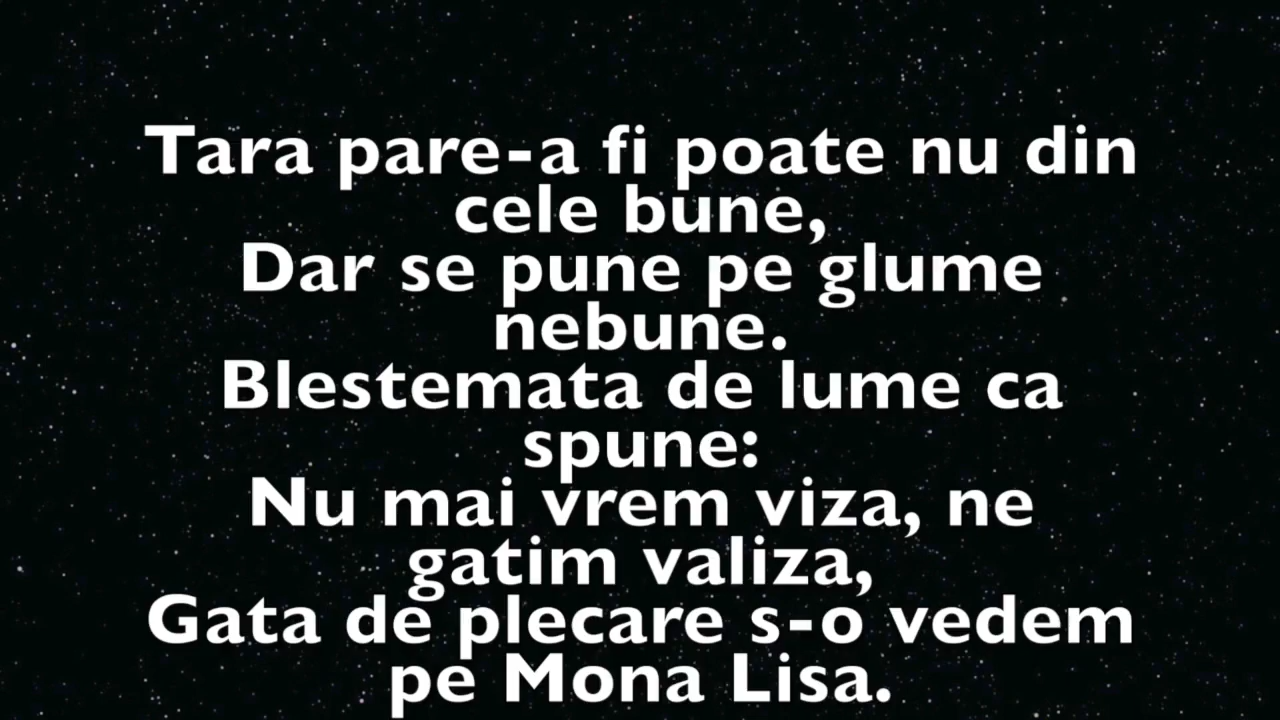 Tara pare-a fi poate nu din
cele bune,
Dar se pune pe glume
nebune.
Blestemata de lume ca
spune:
Nu mai vrem viza, ne
gatim valiza,
Gata de plecare s-o vedem
pe Mona Lisa.